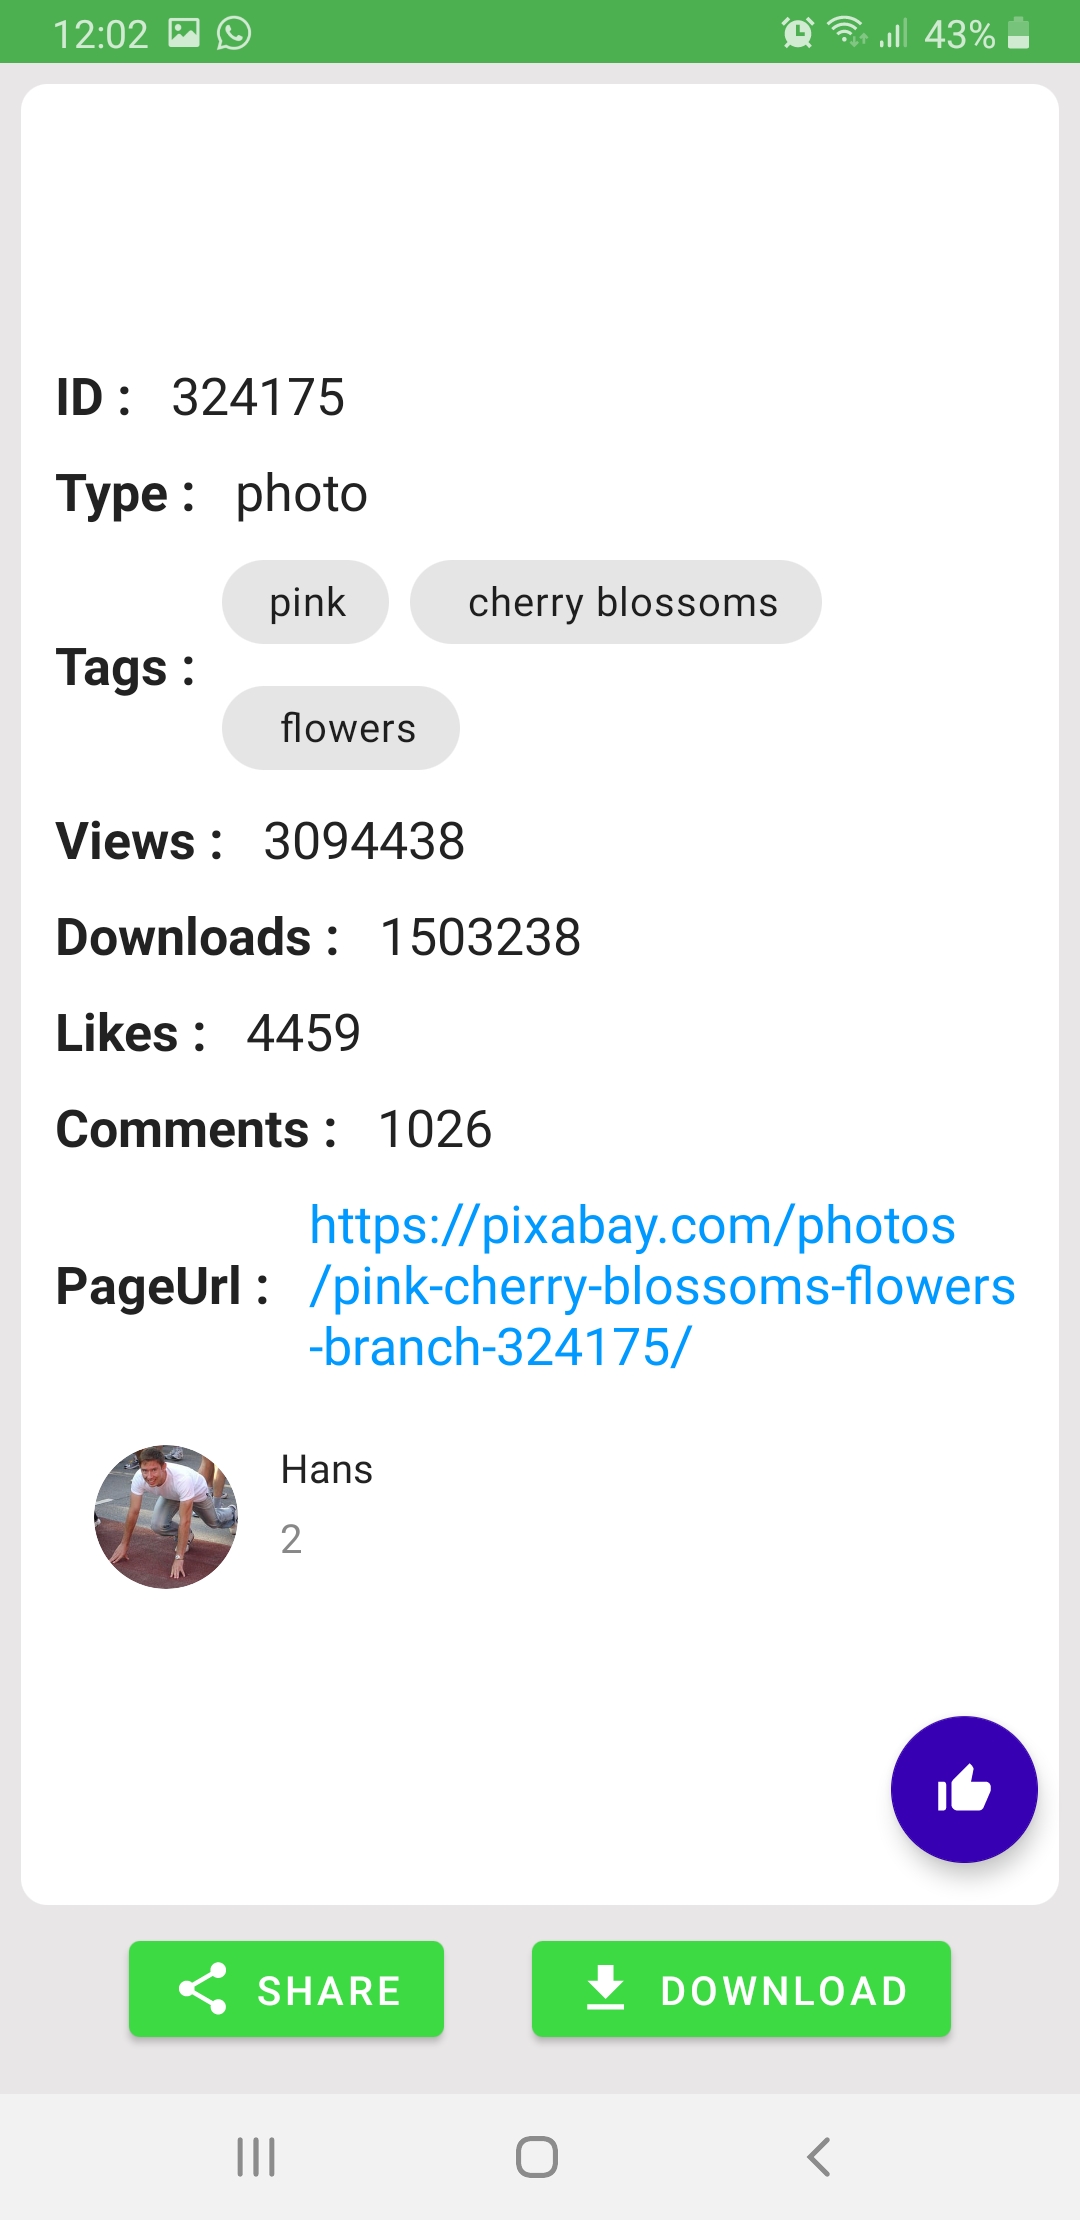 12:02 43%
ID : 324175
Type : photo
pink cherry blossoms
Tags :
flowers
Views : 3094438
Downloads : 1503238
Likes : 4459
Comments : 1026
PageUrl : https://pixabay.com/photos
/pink-cherry-blossoms-flowers
-branch-324175/
Hans
2
SHARE DOWNLOAD